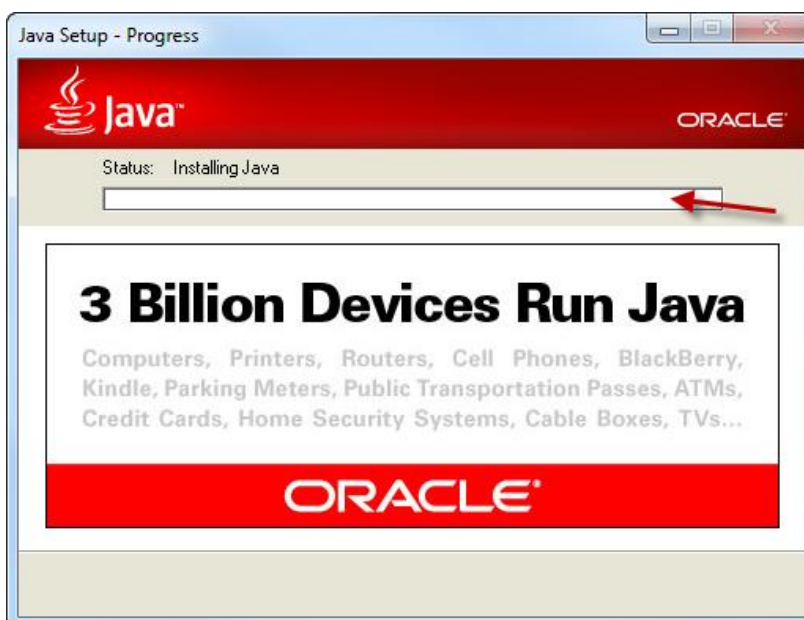 Java Setup - Progress
Java™
ORACLE®
Status: Installing Java
3 Billion Devices Run Java
Computers, Printers, Routers, Cell Phones, BlackBerry,
Kindle, Parking Meters, Public Transportation Passes, ATMs,
Credit Cards, Home Security Systems, Cable Boxes, TVs...
ORACLE®